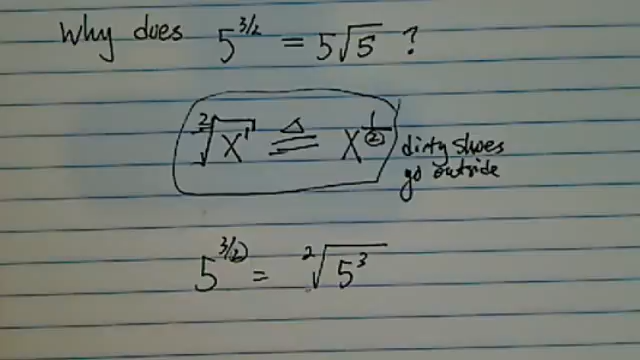 Why does 5^{3/2} = 5√5 ?
²√x¹ ≜ x^{1/2} dirty shoes
go outside
5^{3/2} = ²√5³